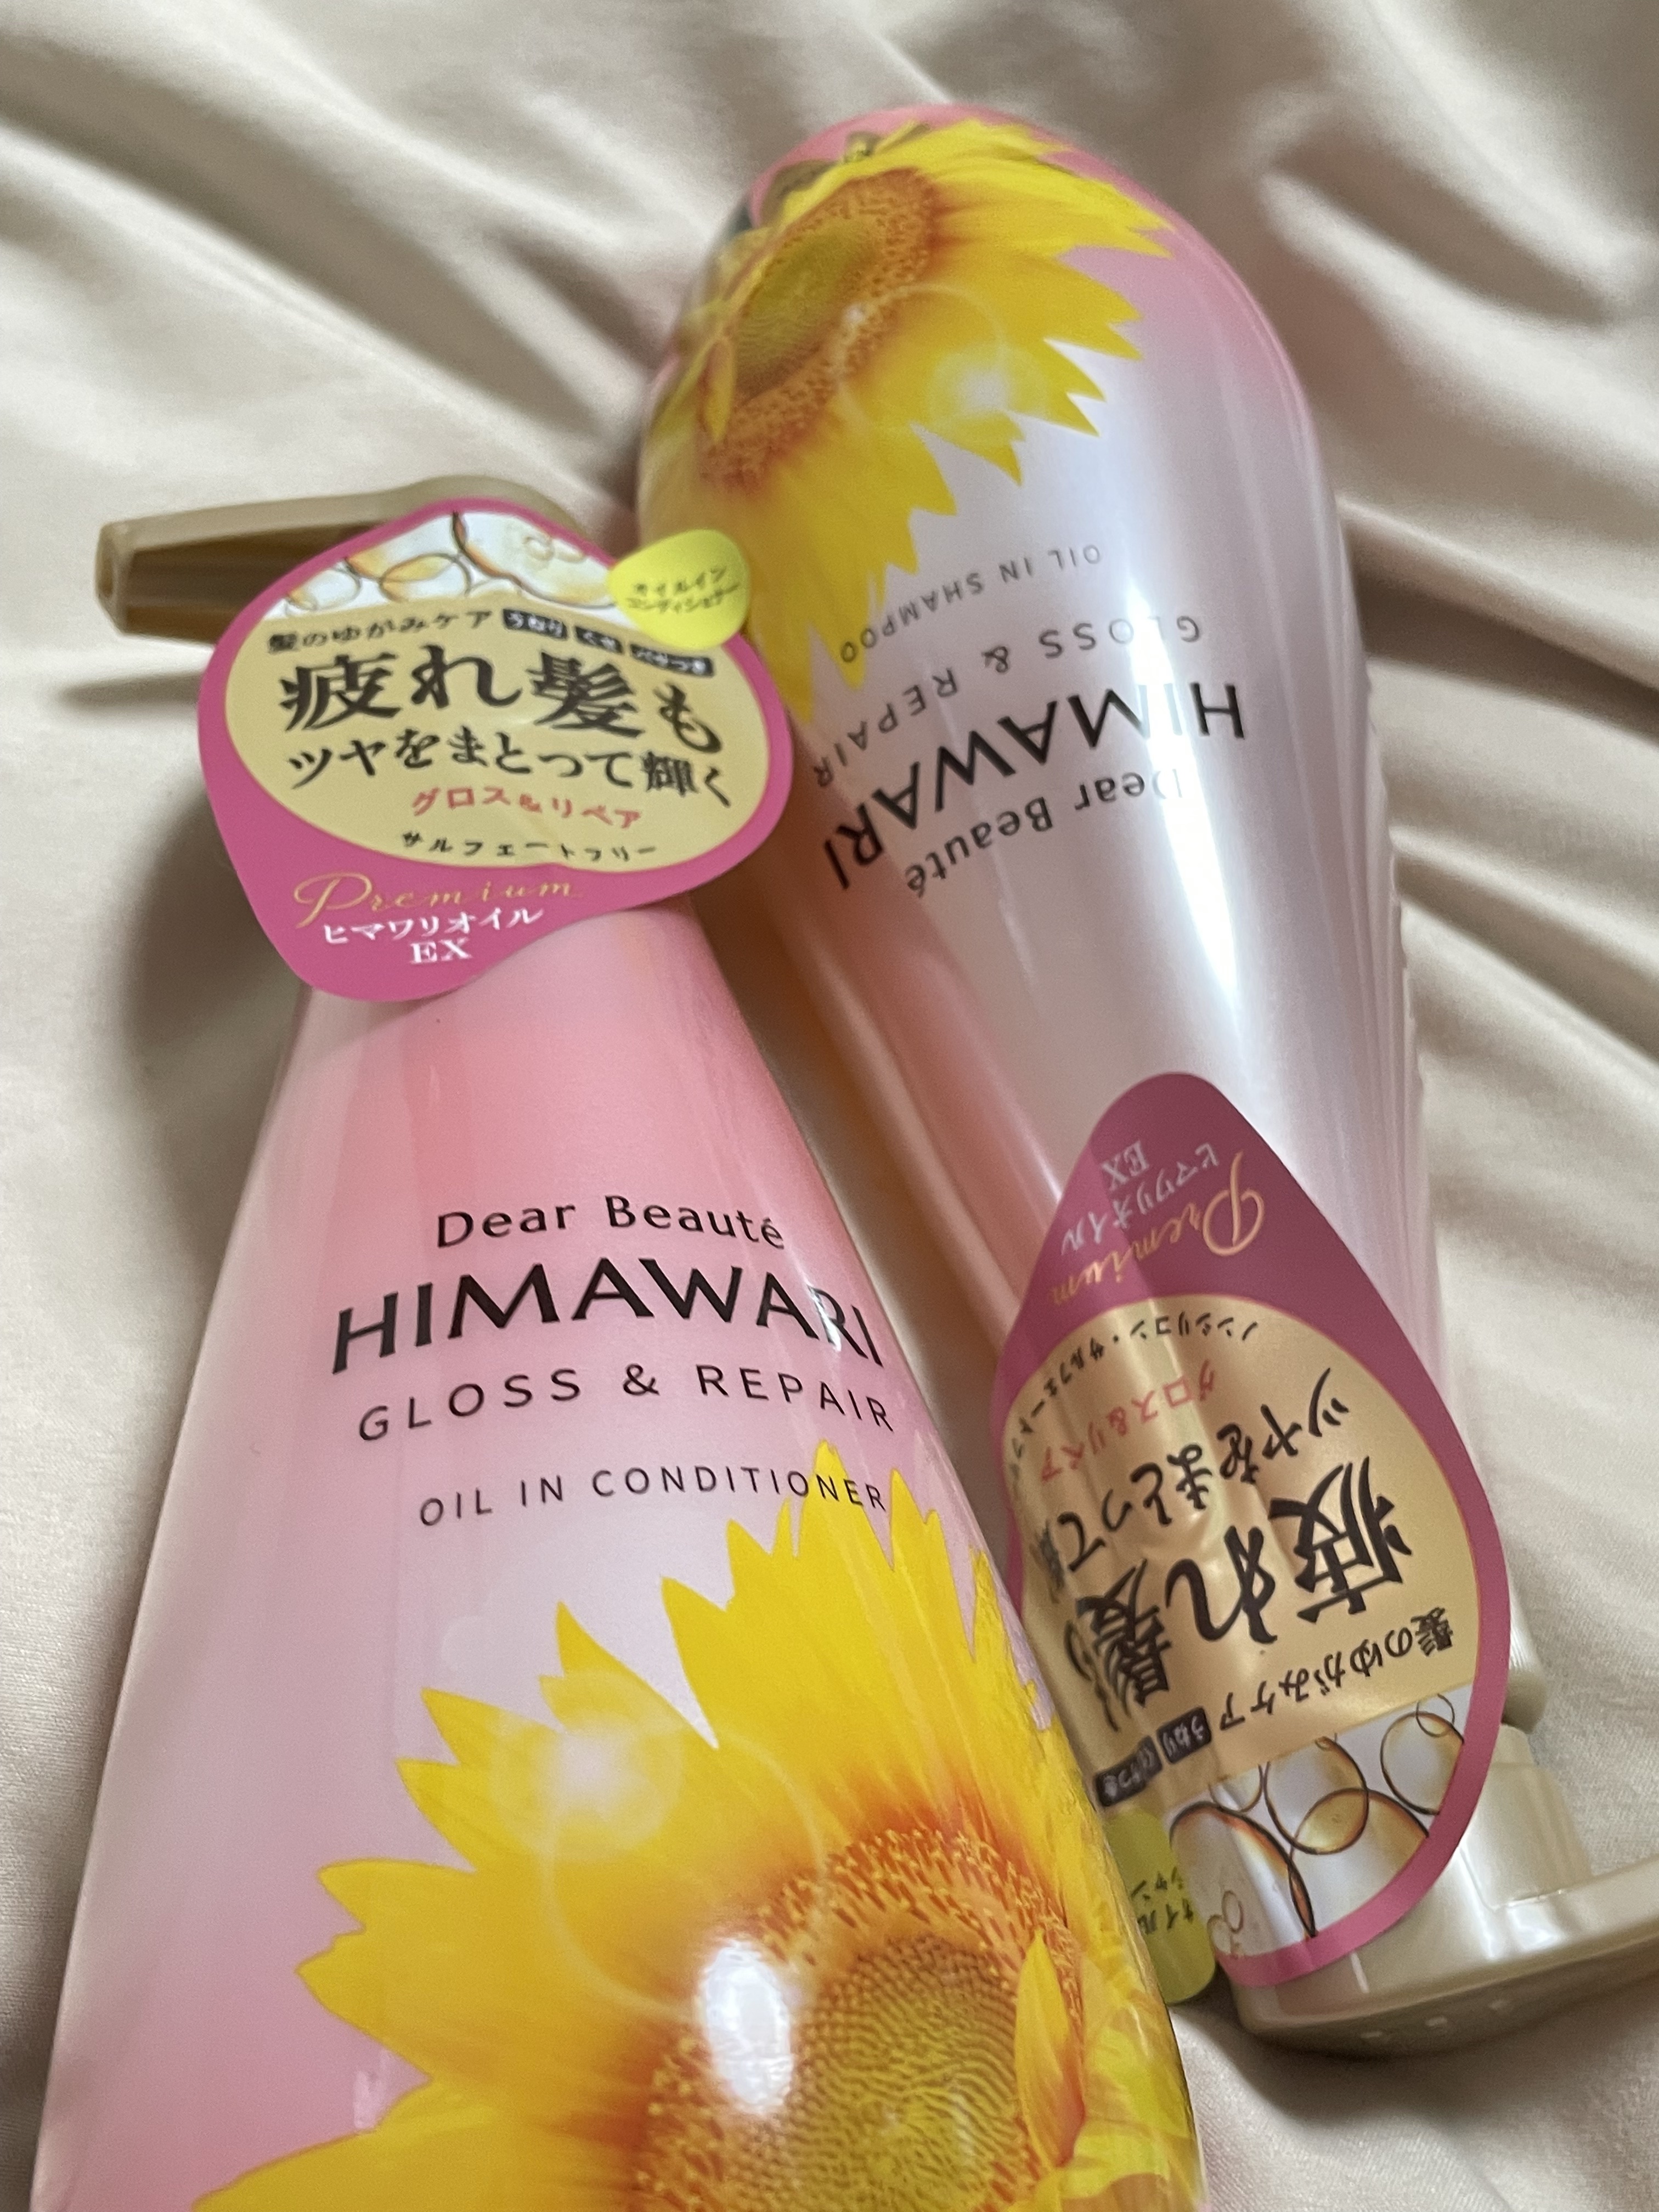 オイルイン
コンディショナー
髪のゆがみケア うねり くせ パサつき
疲れ髪も
ツヤをまとって輝く
グロス&リペア
サルフェートフリー
Premium
ヒマワリオイル
EX
Dear Beauté
HIMAWARI
GLOSS & REPAIR
OIL IN CONDITIONER
Dear Beauté
HIMAWARI
GLOSS & REPAIR
OIL IN SHAMPOO
髪のゆがみケア うねり
疲れ髪
ツヤをまとって
グロス&リペア
ノンシリコン・サルフェートフ
Premium
ヒマワリオイル
EX